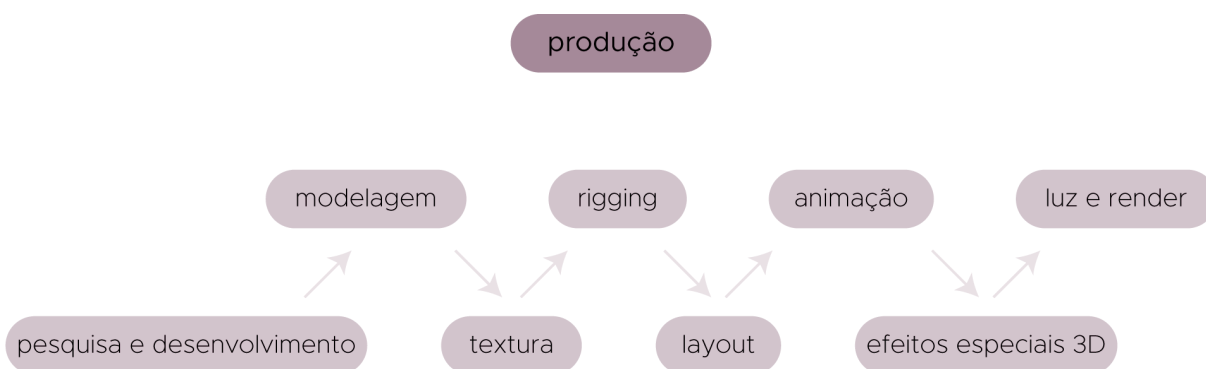 produção
modelagem
rigging
animação
luz e render
pesquisa e desenvolvimento
textura
layout
efeitos especiais 3D